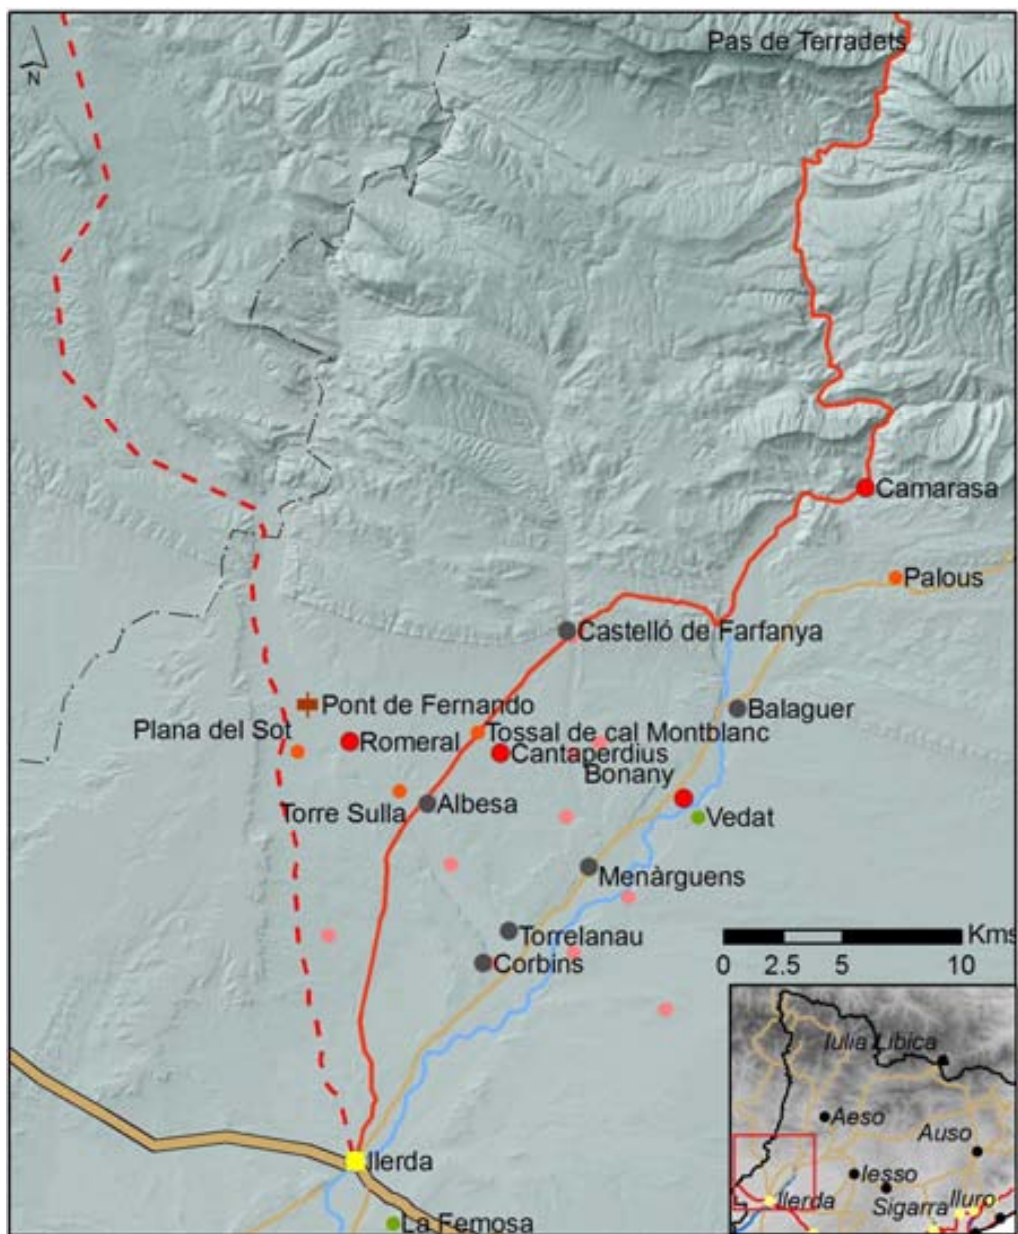 Pas de Terradets
N
Camarasa
Palous
Castelló de Farfanya
Pont de Fernando
Balaguer
Plana del Sot
Romeral
Tossal de cal Montblanc
Cantaperdius
Bonany
Torre Sulla
Albesa
Vedat
Menàrguens
Torrelanau
Kms
Corbins
0 2.5 5 10
Iulia Libica
Aeso
Auso
Iesso
Ilerda
Sigarra
Iluro
Ilerda
La Femosa